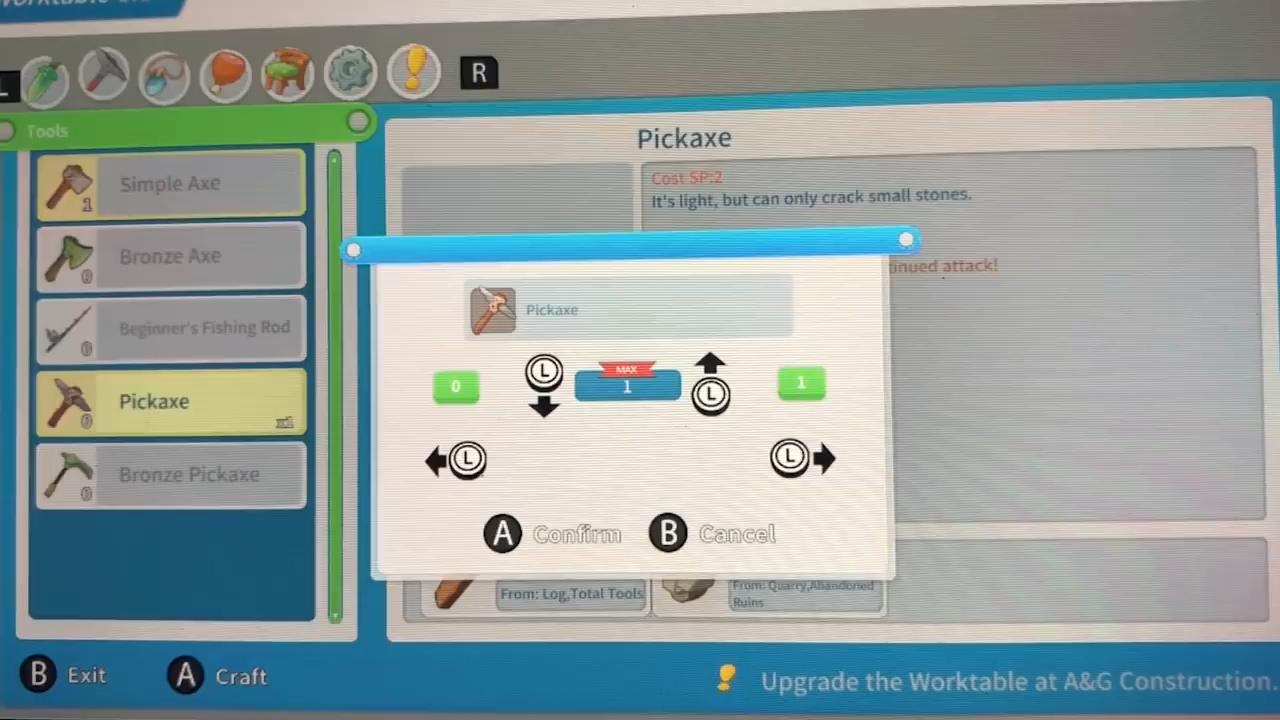 L
R
Tools
Simple Axe
1
Bronze Axe
0
Beginner's Fishing Rod
0
Pickaxe
0
x1
Bronze Pickaxe
0
Pickaxe
Cost SP:2
It's light, but can only crack small stones.
inued attack!
Pickaxe
0
L
MAX
1
L
1
L
L
A Confirm
B Cancel
From: Log,Total Tools
From: Quarry,Abandoned
Ruins
B Exit
A Craft
Upgrade the Worktable at A&G Construction.